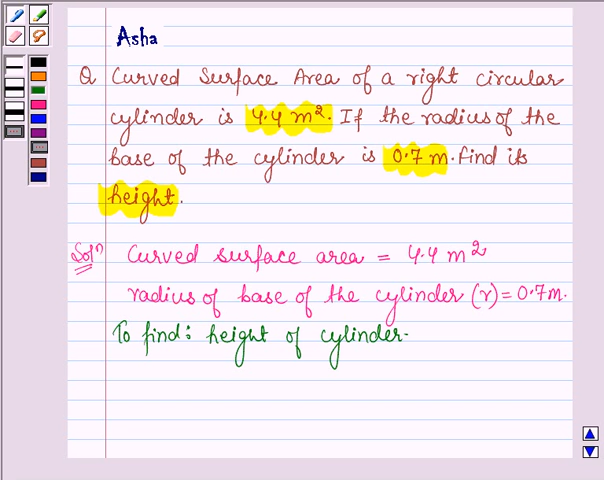 Asha
Q Curved Surface Area of a right circular
cylinder is 4.4 m². If the radius of the
base of the cylinder is 0.7 m. Find its
height.
Solⁿ Curved surface area = 4.4 m²
radius of base of the cylinder (r) = 0.7m.
To find: height of cylinder.